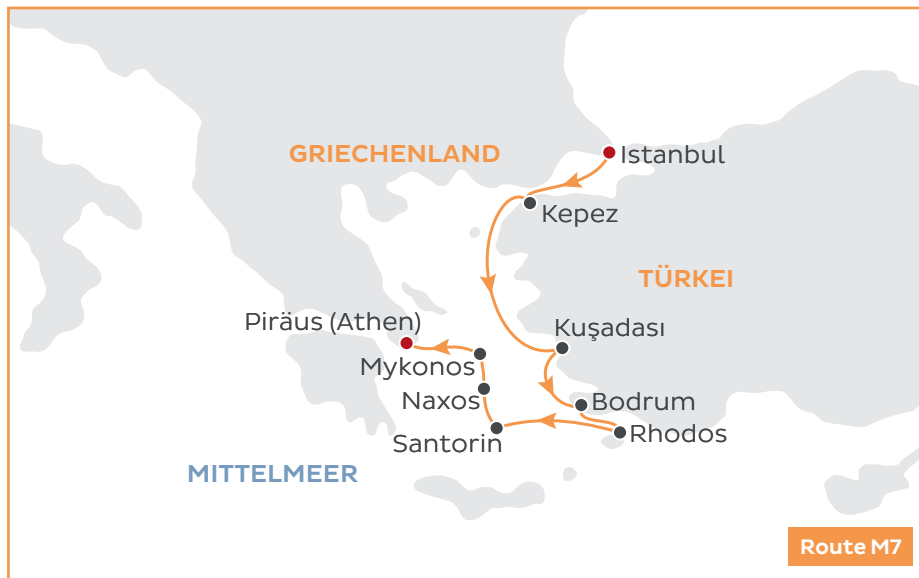 GRIECHENLAND
Istanbul
Kepez
TÜRKEI
Piräus (Athen)
Kuşadası
Mykonos
Naxos
Bodrum
Santorin
Rhodos
MITTELMEER
Route M7